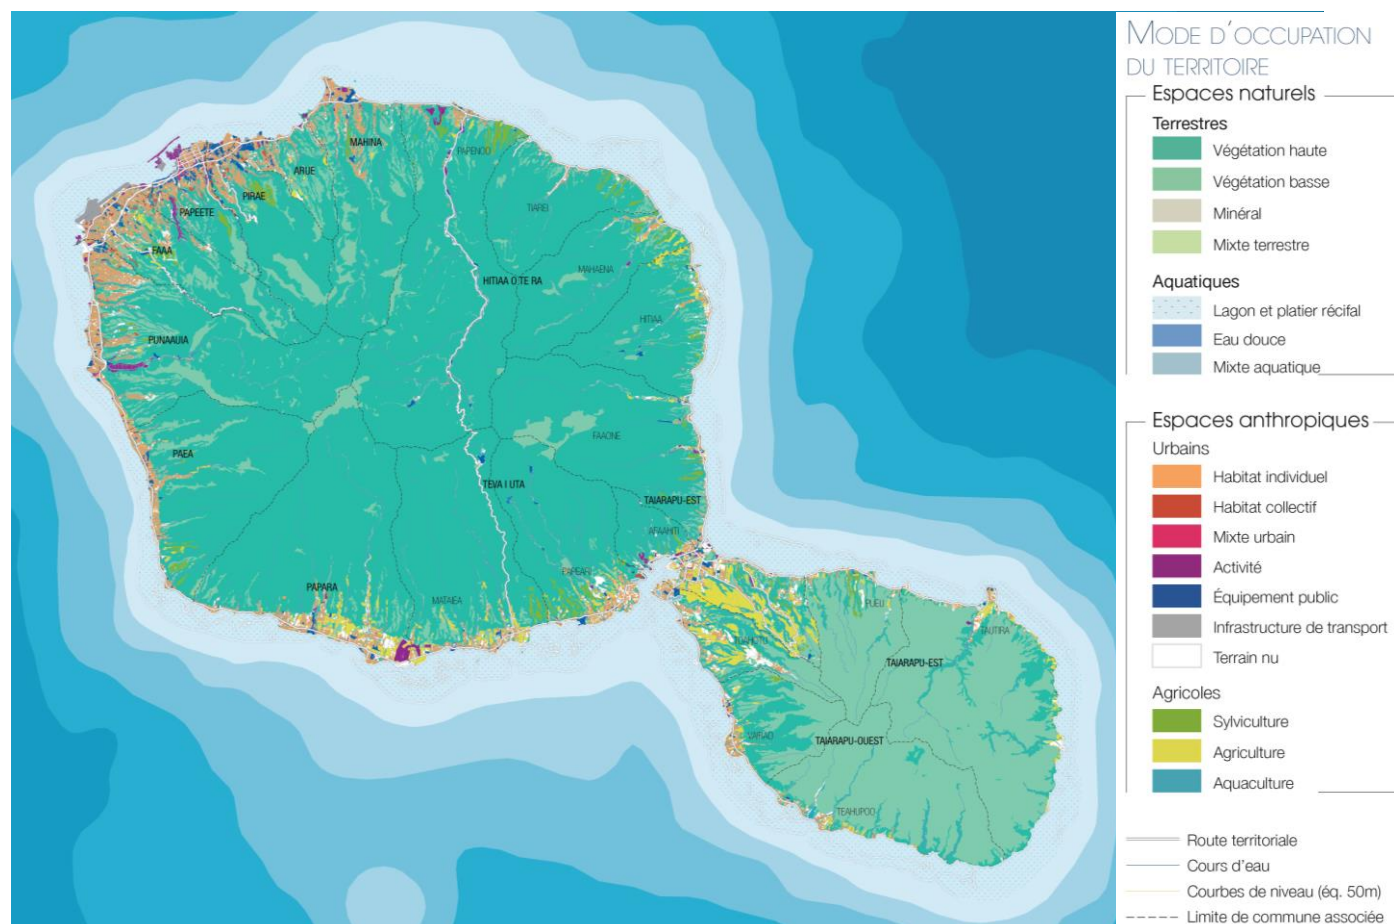 MAHINA
PAPENOO
ARUE
PIRAE
TIAREI
PAPEETE
FAAA
MAHAENA
HITIAA O TE RA
HITIAA
PUNAAUIA
FAAONE
PAEA
TEVA I UTA
TAIARAPU-EST
AFAAHITI
PAPEARI
PAPARA
MATAIEA
PUEU
TAUTIRA
TAIARAPU-EST
TAIARAPU-OUEST
VAIRAO
TEAHUPOO
MODE D'OCCUPATION
DU TERRITOIRE
Espaces naturels
Terrestres
Végétation haute
Végétation basse
Minéral
Mixte terrestre
Aquatiques
Lagon et platier récifal
Eau douce
Mixte aquatique
Espaces anthropiques
Urbains
Habitat individuel
Habitat collectif
Mixte urbain
Activité
Équipement public
Infrastructure de transport
Terrain nu
Agricoles
Sylviculture
Agriculture
Aquaculture
Route territoriale
Cours d'eau
Courbes de niveau (éq. 50m)
Limite de commune associée